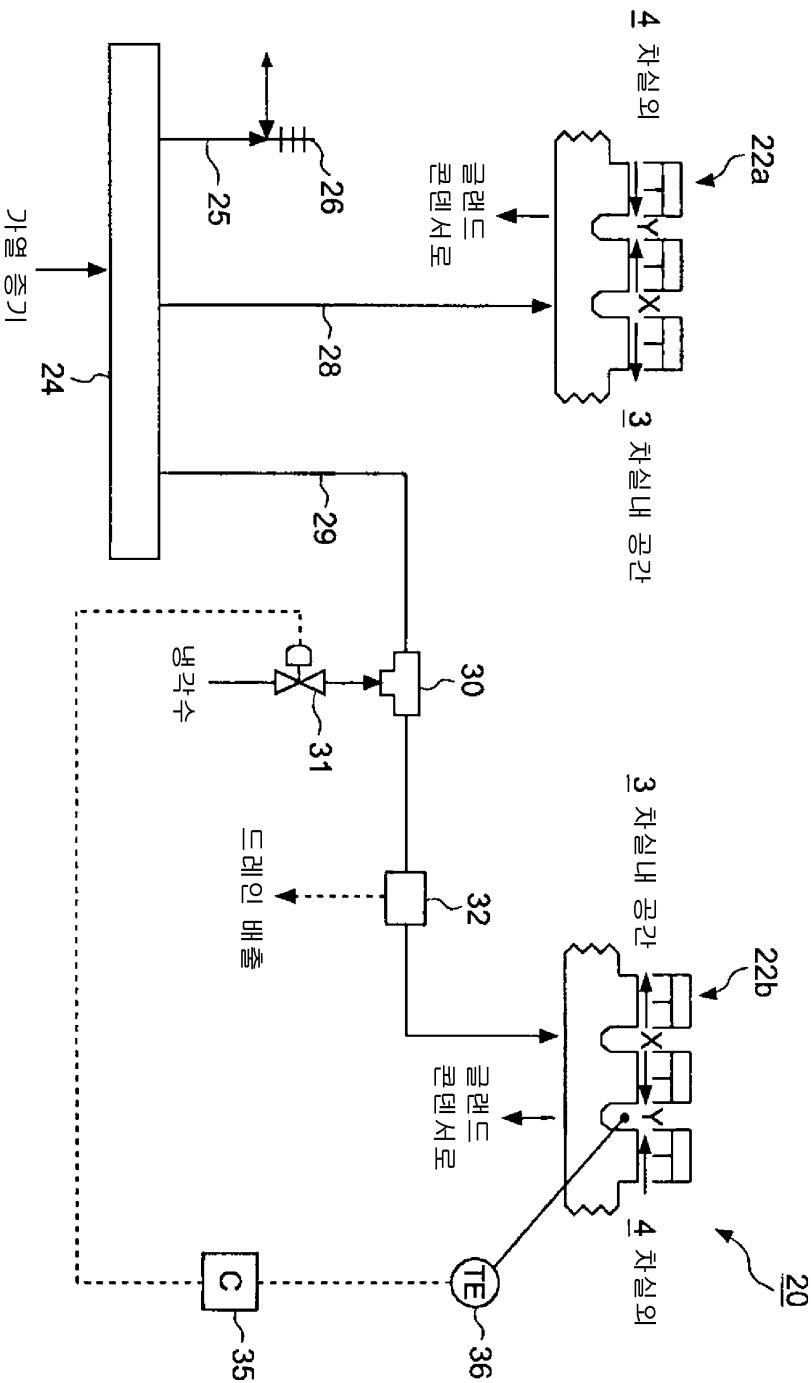 20
22a
22b
4 차실외
Y
X
3 차실내 공간
3 차실내 공간
X
Y
4 차실외
글랜드
콘덴서로
글랜드
콘덴서로
30
32
TE
36
26
25
28
29
31
드레인 배출
C
35
냉각수
24
가열 증기